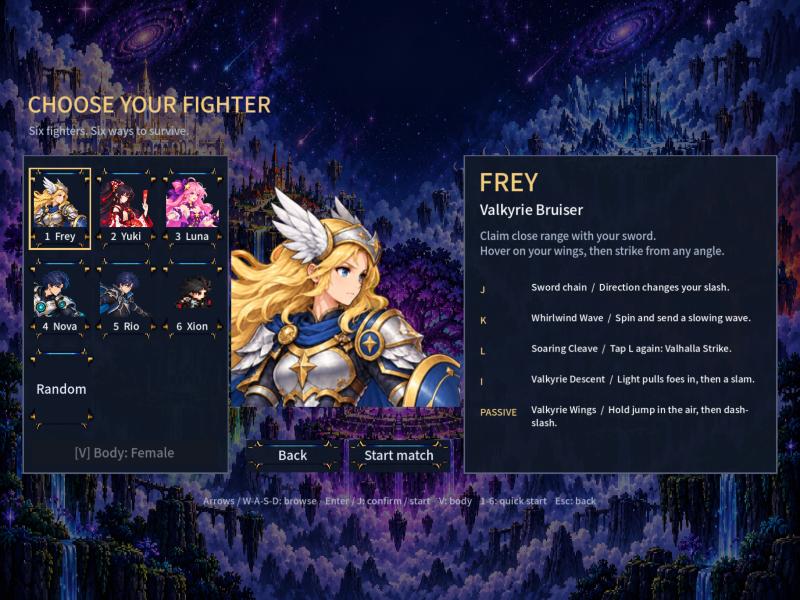 CHOOSE YOUR FIGHTER
Six fighters. Six ways to survive.
1 Frey
2 Yuki
3 Luna
4 Nova
5 Rio
6 Xion
Random
[V] Body: Female
Back
Start match
FREY
Valkyrie Bruiser
Claim close range with your sword.
Hover on your wings, then strike from any angle.
J Sword chain / Direction changes your slash.
K Whirlwind Wave / Spin and send a slowing wave.
L Soaring Cleave / Tap L again: Valhalla Strike.
I Valkyrie Descent / Light pulls foes in, then a slam.
PASSIVE Valkyrie Wings / Hold jump in the air, then dash-
slash.
Arrows / W-A-S-D: browse Enter / J: confirm / start V: body 1-6: quick start Esc: back